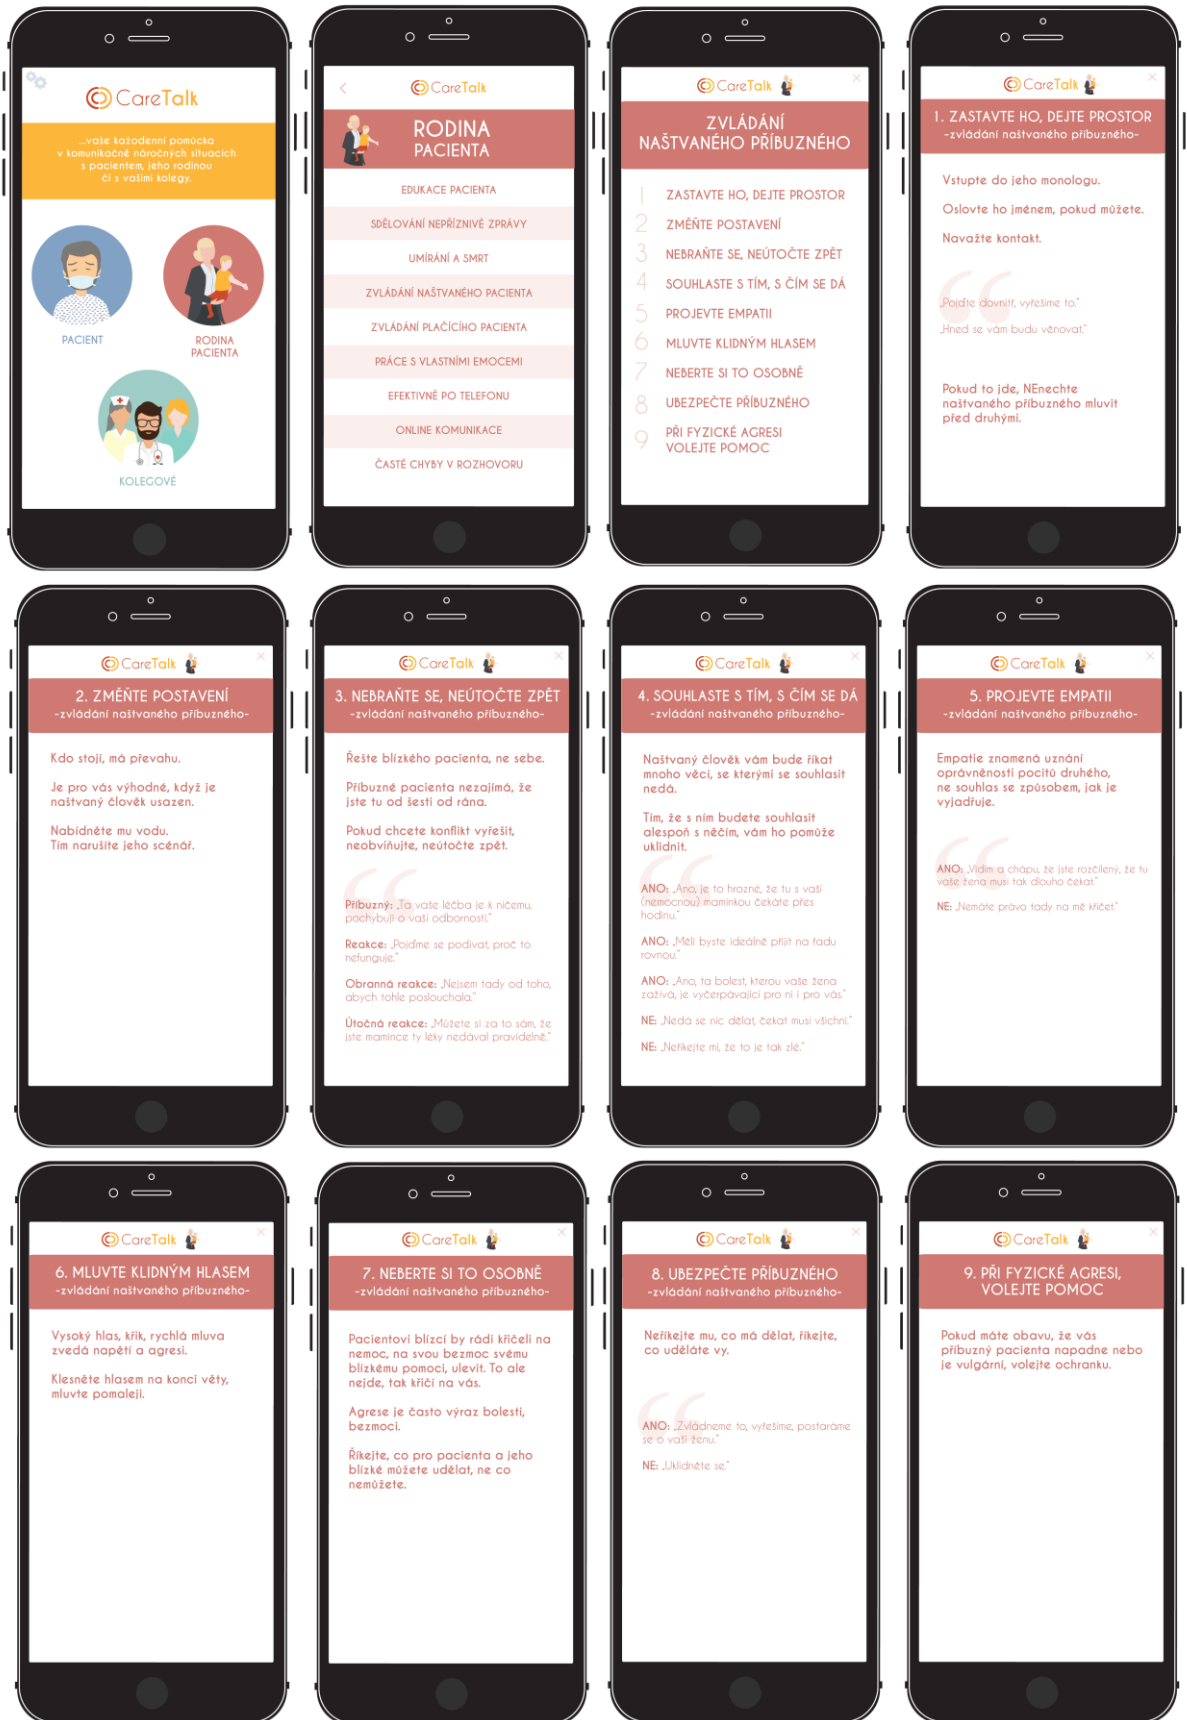 CareTalk
...vaše každodenní pomůcka
v komunikačně náročných situacích
s pacientem, jeho rodinou
či s vašimi kolegy.
PACIENT
RODINA
PACIENTA
KOLEGOVÉ
CareTalk
RODINA
PACIENTA
EDUKACE PACIENTA
SDĚLOVÁNÍ NEPŘÍZNIVÉ ZPRÁVY
UMÍRÁNÍ A SMRT
ZVLÁDÁNÍ NAŠTVANÉHO PACIENTA
ZVLÁDÁNÍ PLAČÍCÍHO PACIENTA
PRÁCE S VLASTNÍMI EMOCEMI
EFEKTIVNĚ PO TELEFONU
ONLINE KOMUNIKACE
ČASTÉ CHYBY V ROZHOVORU
CareTalk
ZVLÁDÁNÍ
NAŠTVANÉHO PŘÍBUZNÉHO
1 ZASTAVTE HO, DEJTE PROSTOR
2 ZMĚŇTE POSTAVENÍ
3 NEBRAŇTE SE, NEÚTOČTE ZPĚT
4 SOUHLASTE S TÍM, S ČÍM SE DÁ
5 PROJEVTE EMPATII
6 MLUVTE KLIDNÝM HLASEM
7 NEBERTE SI TO OSOBNĚ
8 UBEZPEČTE PŘÍBUZNÉHO
9 PŘI FYZICKÉ AGRESI
VOLEJTE POMOC
CareTalk
1. ZASTAVTE HO, DEJTE PROSTOR
-zvládání naštvaného příbuzného-
Vstupte do jeho monologu.
Oslovte ho jménem, pokud můžete.
Navažte kontakt.
„Pojďte dovnitř, vyřešíme to."
„Hned se vám budu věnovat."
Pokud to jde, NEnechte
naštvaného příbuzného mluvit
před druhými.
CareTalk
2. ZMĚŇTE POSTAVENÍ
-zvládání naštvaného příbuzného-
Kdo stojí, má převahu.
Je pro vás výhodné, když je
naštvaný člověk usazen.
Nabídněte mu vodu.
Tím narušíte jeho scénář.
CareTalk
3. NEBRAŇTE SE, NEÚTOČTE ZPĚT
-zvládání naštvaného příbuzného-
Řešte blízkého pacienta, ne sebe.
Příbuzné pacienta nezajímá, že
jste tu od šesti od rána.
Pokud chcete konflikt vyřešit,
neobviňujte, neútočte zpět.
Příbuzný: „Ta vaše léčba je k ničemu,
pochybuji o vaší odbornosti."
Reakce: „Pojďme se podívat, proč to
nefunguje."
Obranná reakce: „Nejsem tady od toho,
abych tohle poslouchala."
Útočná reakce: „Můžete si za to sám, že
jste mamince ty léky nedával pravidelně."
CareTalk
4. SOUHLASTE S TÍM, S ČÍM SE DÁ
-zvládání naštvaného příbuzného-
Naštvaný člověk vám bude říkat
mnoho věcí, se kterými se souhlasit
nedá.
Tím, že s ním budete souhlasit
alespoň s něčím, vám ho pomůže
uklidnit.
ANO: „Ano, je to hrozné, že tu s vaší
(nemocnou) maminkou čekáte přes
hodinu."
ANO: „Měli byste ideálně přijít na řadu
rovnou."
ANO: „Ano, ta bolest, kterou vaše žena
zažívá, je vyčerpávající pro ni i pro vás."
NE: „Nedá se nic dělat, čekat musí všichni."
NE: „Neříkejte mi, že to je tak zlé."
CareTalk
5. PROJEVTE EMPATII
-zvládání naštvaného příbuzného-
Empatie znamená uznání
oprávněnosti pocitů druhého,
ne souhlas se způsobem, jak je
vyjadřuje.
ANO: „Vidím a chápu, že jste rozčílený, že tu
vaše žena musí tak dlouho čekat."
NE: „Nemáte právo tady na mě křičet."
CareTalk
6. MLUVTE KLIDNÝM HLASEM
-zvládání naštvaného příbuzného-
Vysoký hlas, křik, rychlá mluva
zvedá napětí a agresi.
Klesněte hlasem na konci věty,
mluvte pomaleji.
CareTalk
7. NEBERTE SI TO OSOBNĚ
-zvládání naštvaného příbuzného-
Pacientovi blízcí by rádi křičeli na
nemoc, na svou bezmoc svému
blízkému pomoci, ulevit. To ale
nejde, tak křičí na vás.
Agrese je často výraz bolesti,
bezmoci.
Říkejte, co pro pacienta a jeho
blízké můžete udělat, ne co
nemůžete.
CareTalk
8. UBEZPEČTE PŘÍBUZNÉHO
-zvládání naštvaného příbuzného-
Neříkejte mu, co má dělat, říkejte,
co uděláte vy.
ANO: „Zvládneme to, vyřešíme, postaráme
se o vaši ženu."
NE: „Uklidněte se."
CareTalk
9. PŘI FYZICKÉ AGRESI,
VOLEJTE POMOC
Pokud máte obavu, že vás
příbuzný pacienta napadne nebo
je vulgární, volejte ochranku.